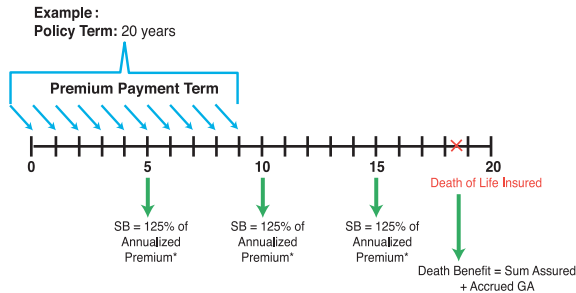 Example :
Policy Term: 20 years
Premium Payment Term
0 5 10 15 20
Death of Life Insured
SB = 125% of
Annualized
Premium*
SB = 125% of
Annualized
Premium*
SB = 125% of
Annualized
Premium*
Death Benefit = Sum Assured
+ Accrued GA